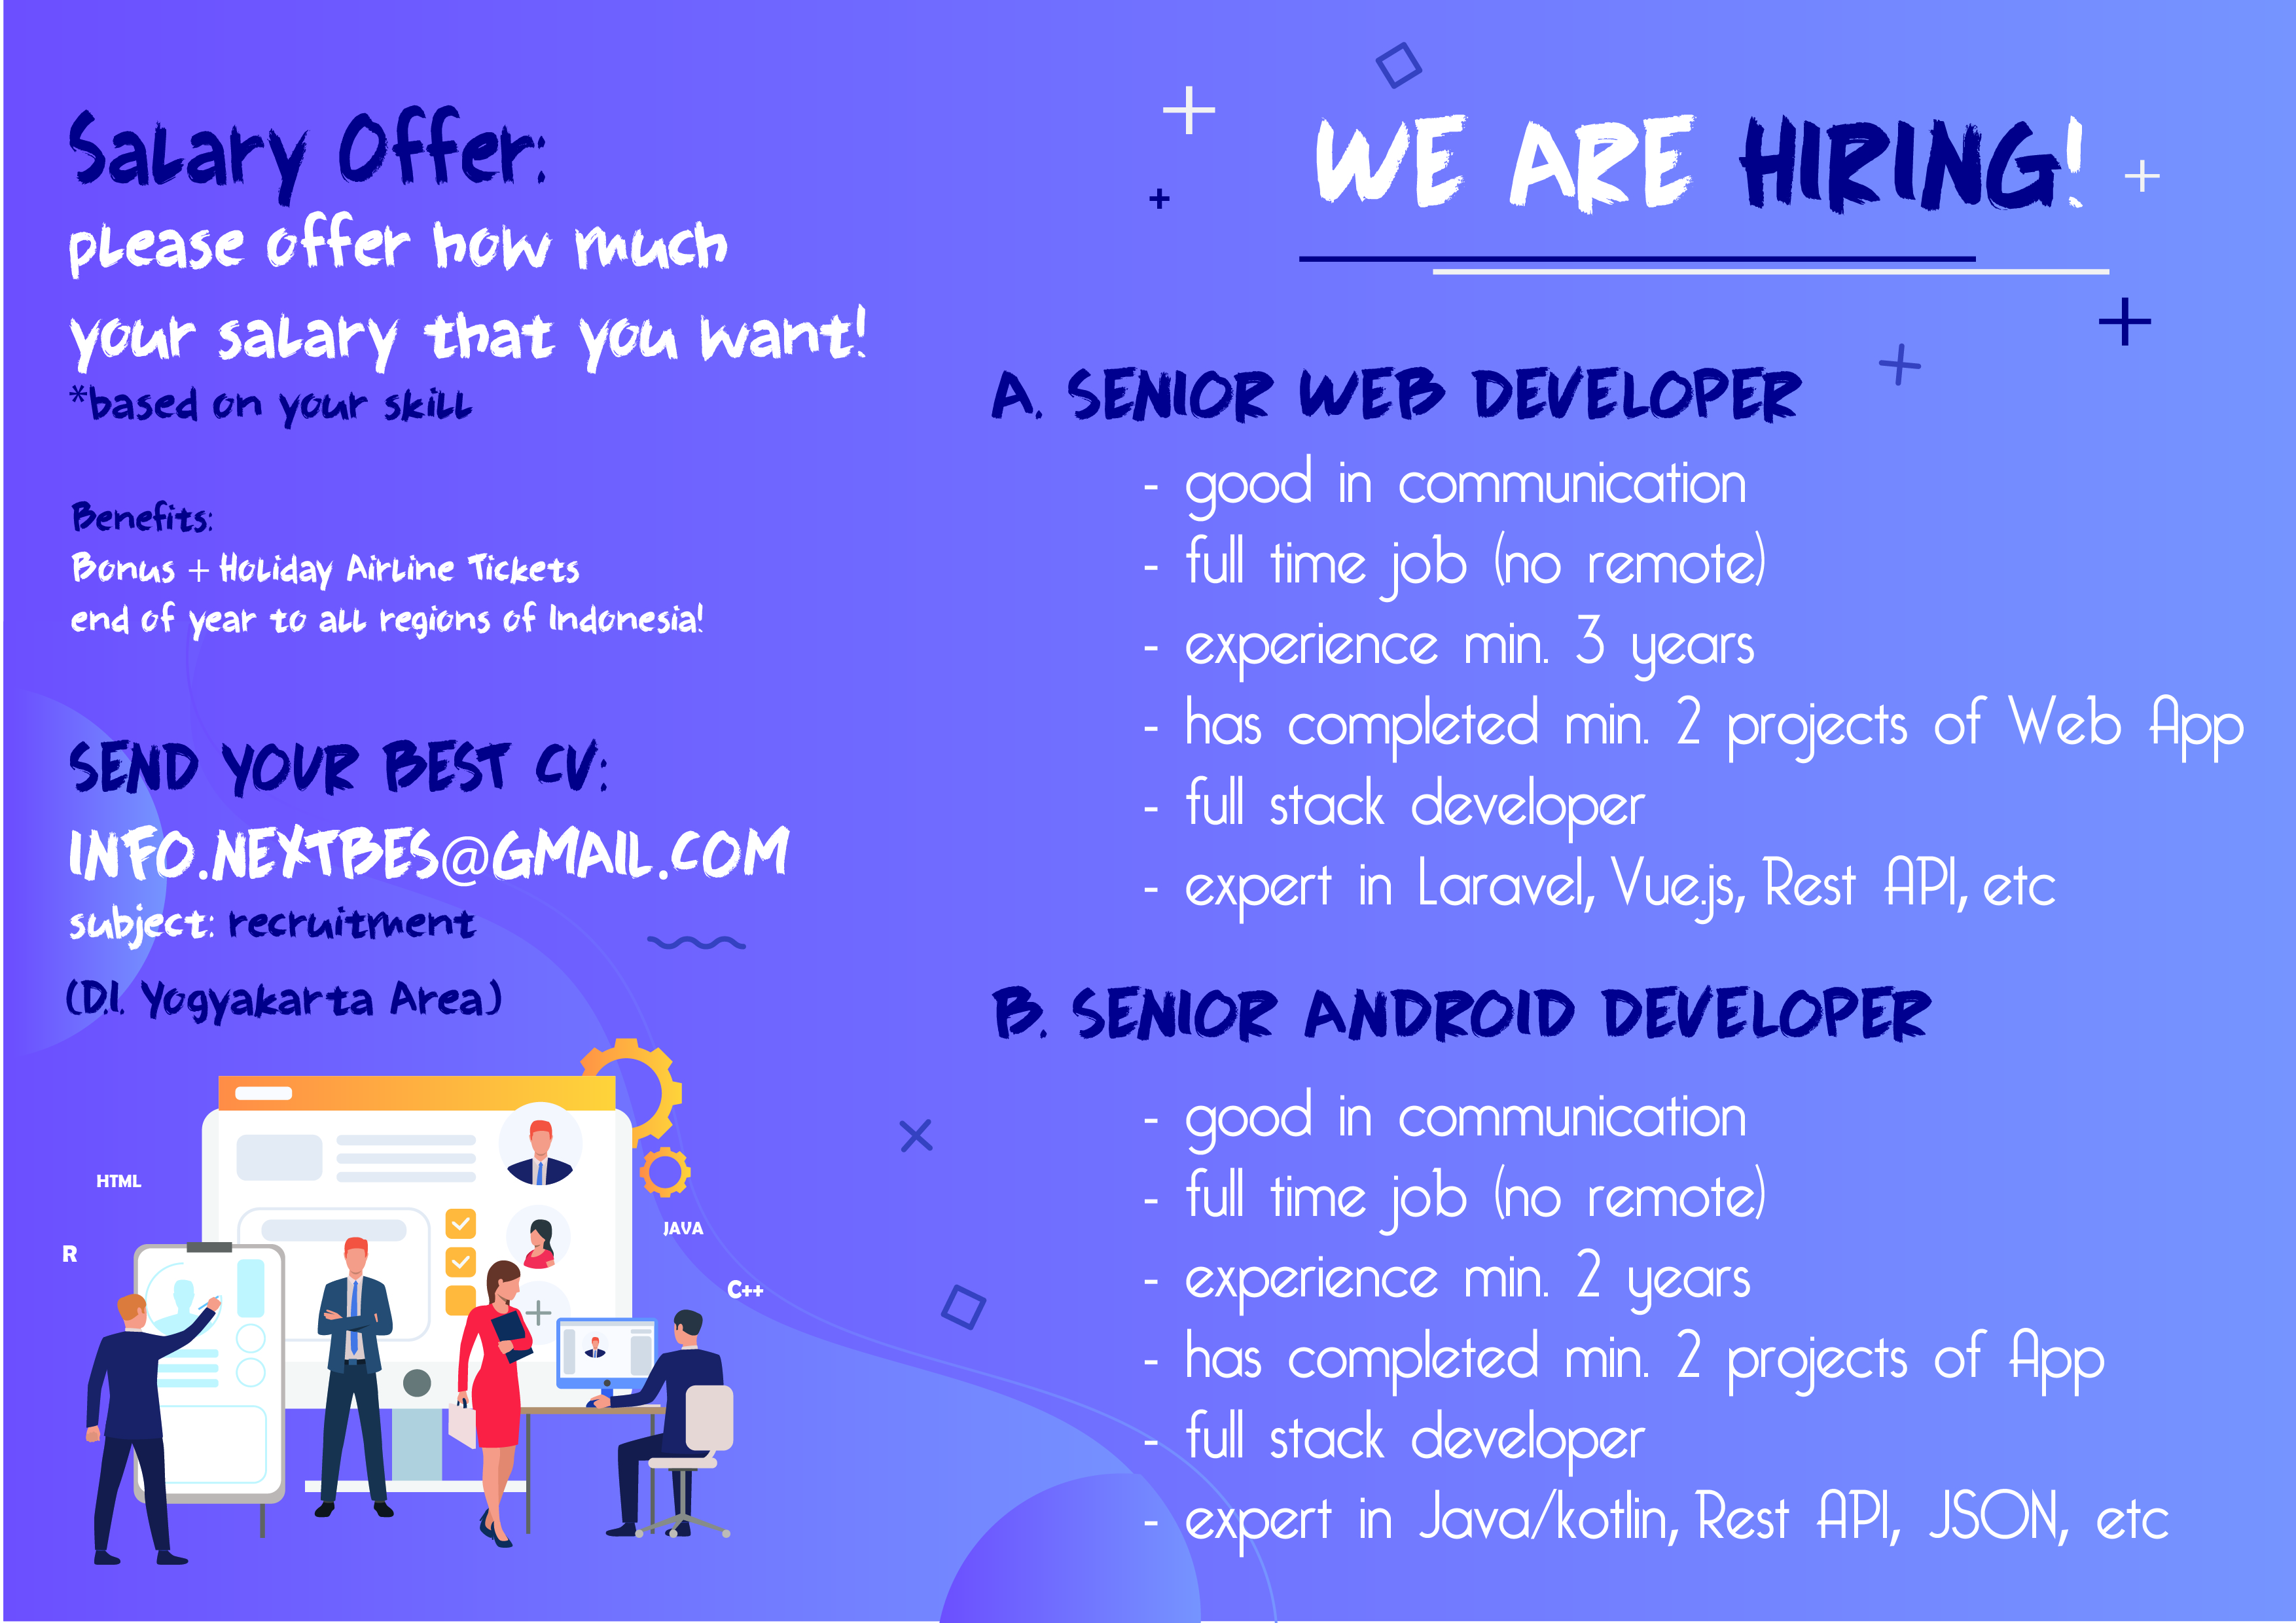 Salary Offer:
please offer how much
your salary that you want!
*based on your skill
Benefits:
Bonus + Holiday Airline Tickets
end of year to all regions of Indonesia!
SEND YOUR BEST CV:
INFO.NEXTBES@GMAIL.COM
subject: recruitment
(D.I. Yogyakarta Area)
HTML
R
JAVA
C++
WE ARE HIRING!
A. SENIOR WEB DEVELOPER
- good in communication
- full time job (no remote)
- experience min. 3 years
- has completed min. 2 projects of Web App
- full stack developer
- expert in Laravel, Vue.js, Rest API, etc
B. SENIOR ANDROID DEVELOPER
- good in communication
- full time job (no remote)
- experience min. 2 years
- has completed min. 2 projects of App
- full stack developer
- expert in Java/kotlin, Rest API, JSON, etc